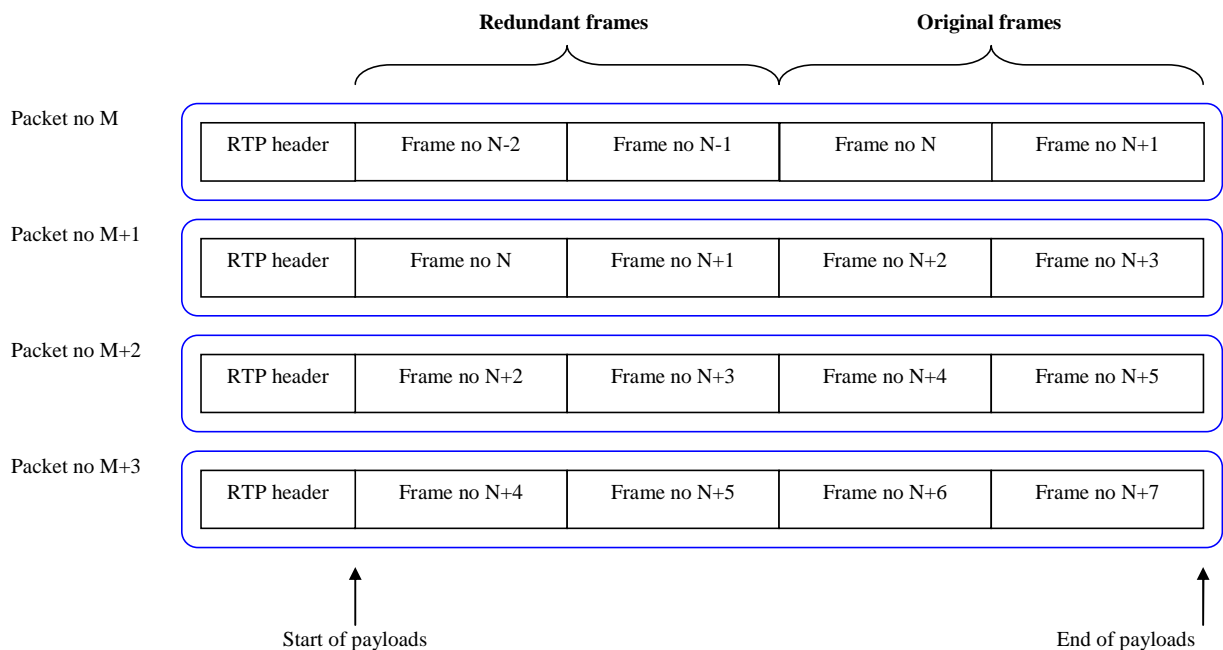 Redundant frames Original frames
Packet no M
RTP header Frame no N-2 Frame no N-1 Frame no N Frame no N+1
Packet no M+1
RTP header Frame no N Frame no N+1 Frame no N+2 Frame no N+3
Packet no M+2
RTP header Frame no N+2 Frame no N+3 Frame no N+4 Frame no N+5
Packet no M+3
RTP header Frame no N+4 Frame no N+5 Frame no N+6 Frame no N+7
Start of payloads End of payloads